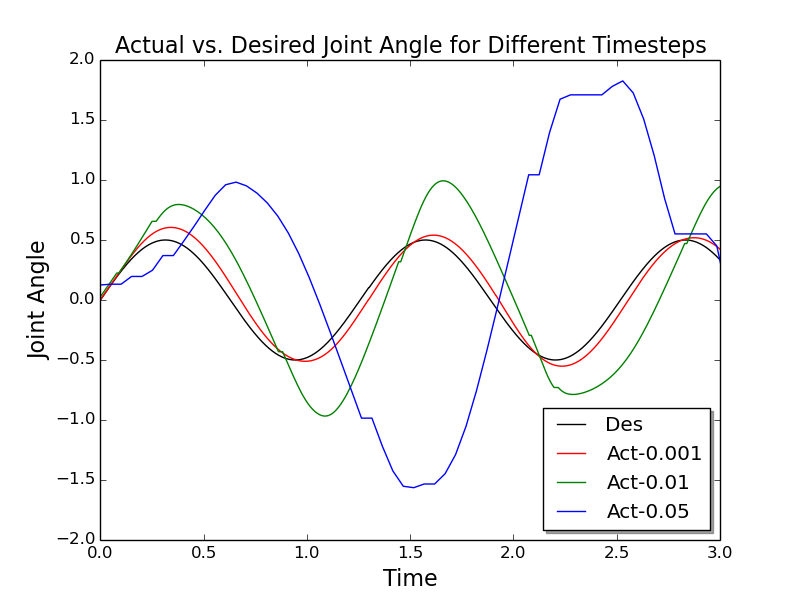 Actual vs. Desired Joint Angle for Different Timesteps
2.0
1.5
1.0
0.5
0.0
−0.5
−1.0
−1.5
−2.0
Joint Angle
Des
Act-0.001
Act-0.01
Act-0.05
0.0 0.5 1.0 1.5 2.0 2.5 3.0
Time